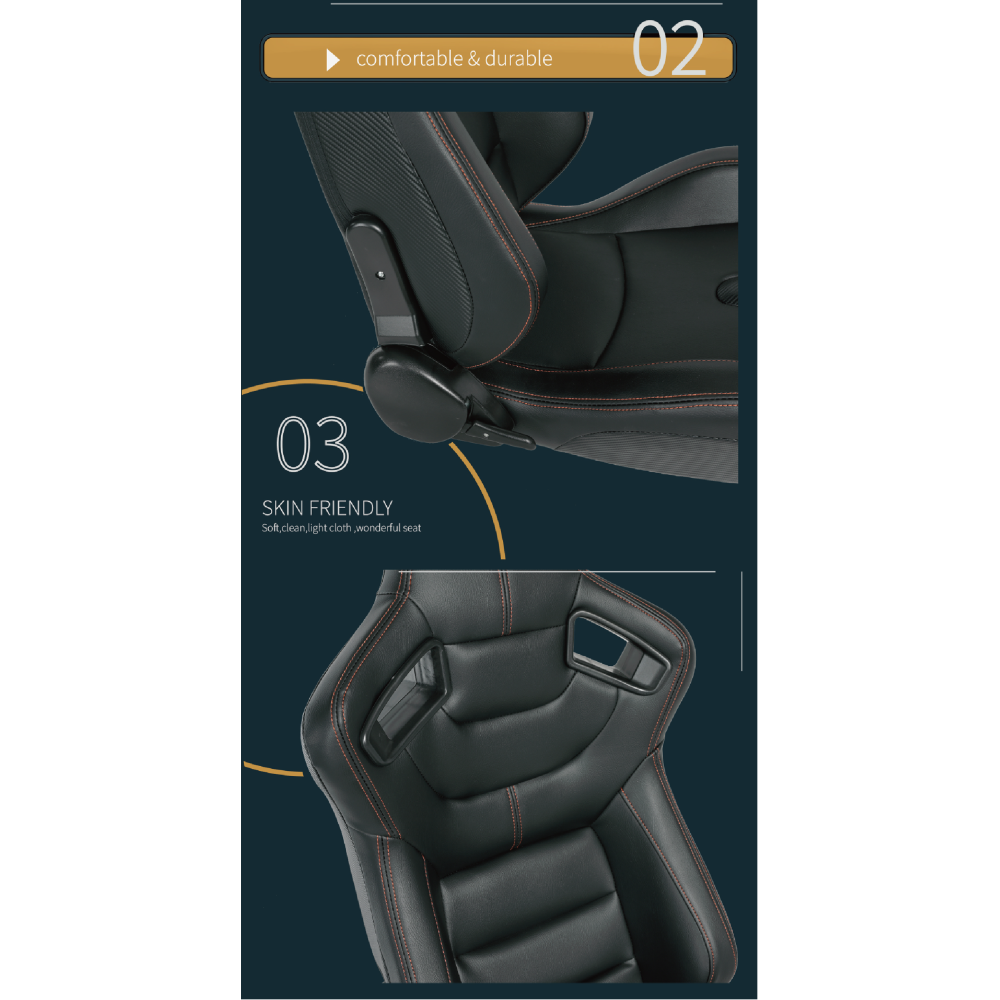 comfortable & durable
02
03
SKIN FRIENDLY
Soft,clean,light cloth ,wonderful seat